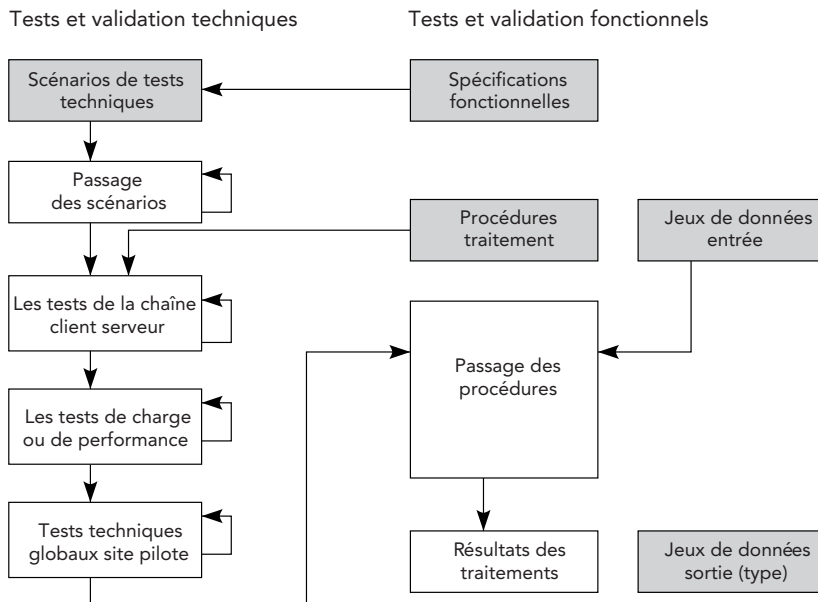 Tests et validation techniques
Tests et validation fonctionnels
Scénarios de tests
techniques
Spécifications
fonctionnelles
Passage
des scénarios
Procédures
traitement
Jeux de données
entrée
Les tests de la chaîne
client serveur
Passage des
procédures
Les tests de charge
ou de performance
Tests techniques
globaux site pilote
Résultats des
traitements
Jeux de données
sortie (type)